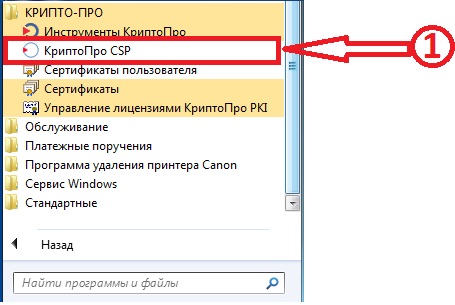 КРИПТО-ПРО
Инструменты КриптоПро
КриптоПро CSP
1
Сертификаты пользователя
Сертификаты
Управление лицензиями КриптоПро PKI
Обслуживание
Платежные поручения
Программа удаления принтера Canon
Сервис Windows
Стандартные
Назад
Найти программы и файлы